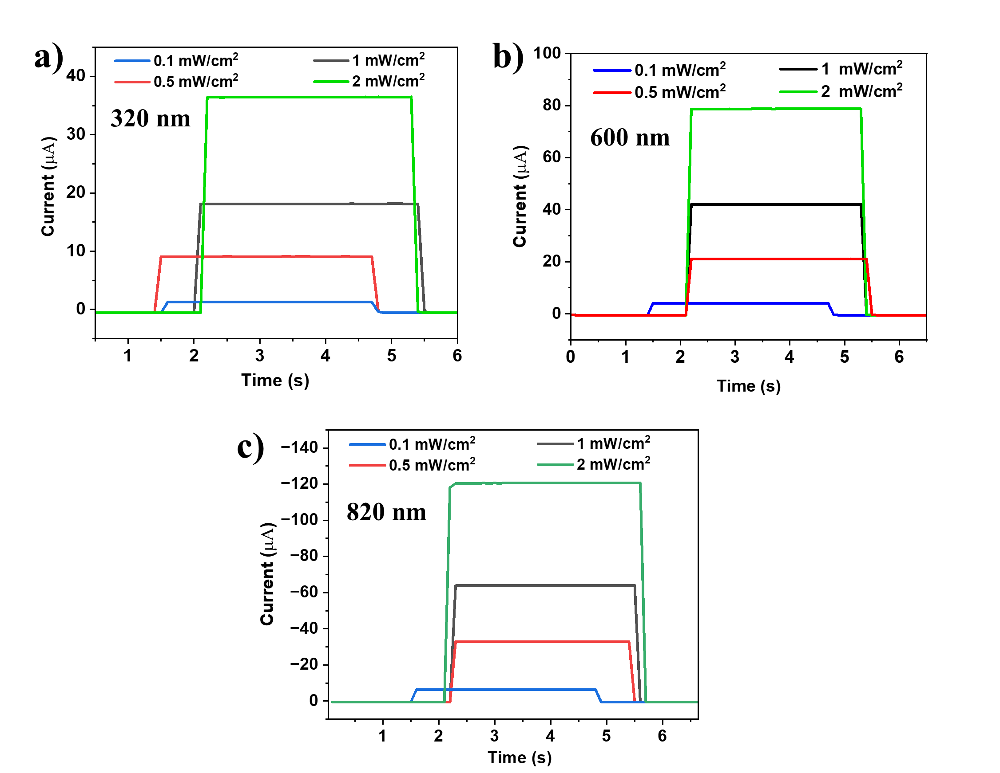 a)
0.1 mW/cm²
1 mW/cm²
0.5 mW/cm²
2 mW/cm²
320 nm
40
30
20
10
0
Current (μA)
1 2 3 4 5 6
Time (s)
b)
0.1 mW/cm²
1 mW/cm²
0.5 mW/cm²
2 mW/cm²
600 nm
100
80
60
40
20
0
Current (μA)
0 1 2 3 4 5 6
Time (s)
c)
0.1 mW/cm²
1 mW/cm²
0.5 mW/cm²
2 mW/cm²
820 nm
−140
−120
−100
−80
−60
−40
−20
0
Current (μA)
1 2 3 4 5 6
Time (s)